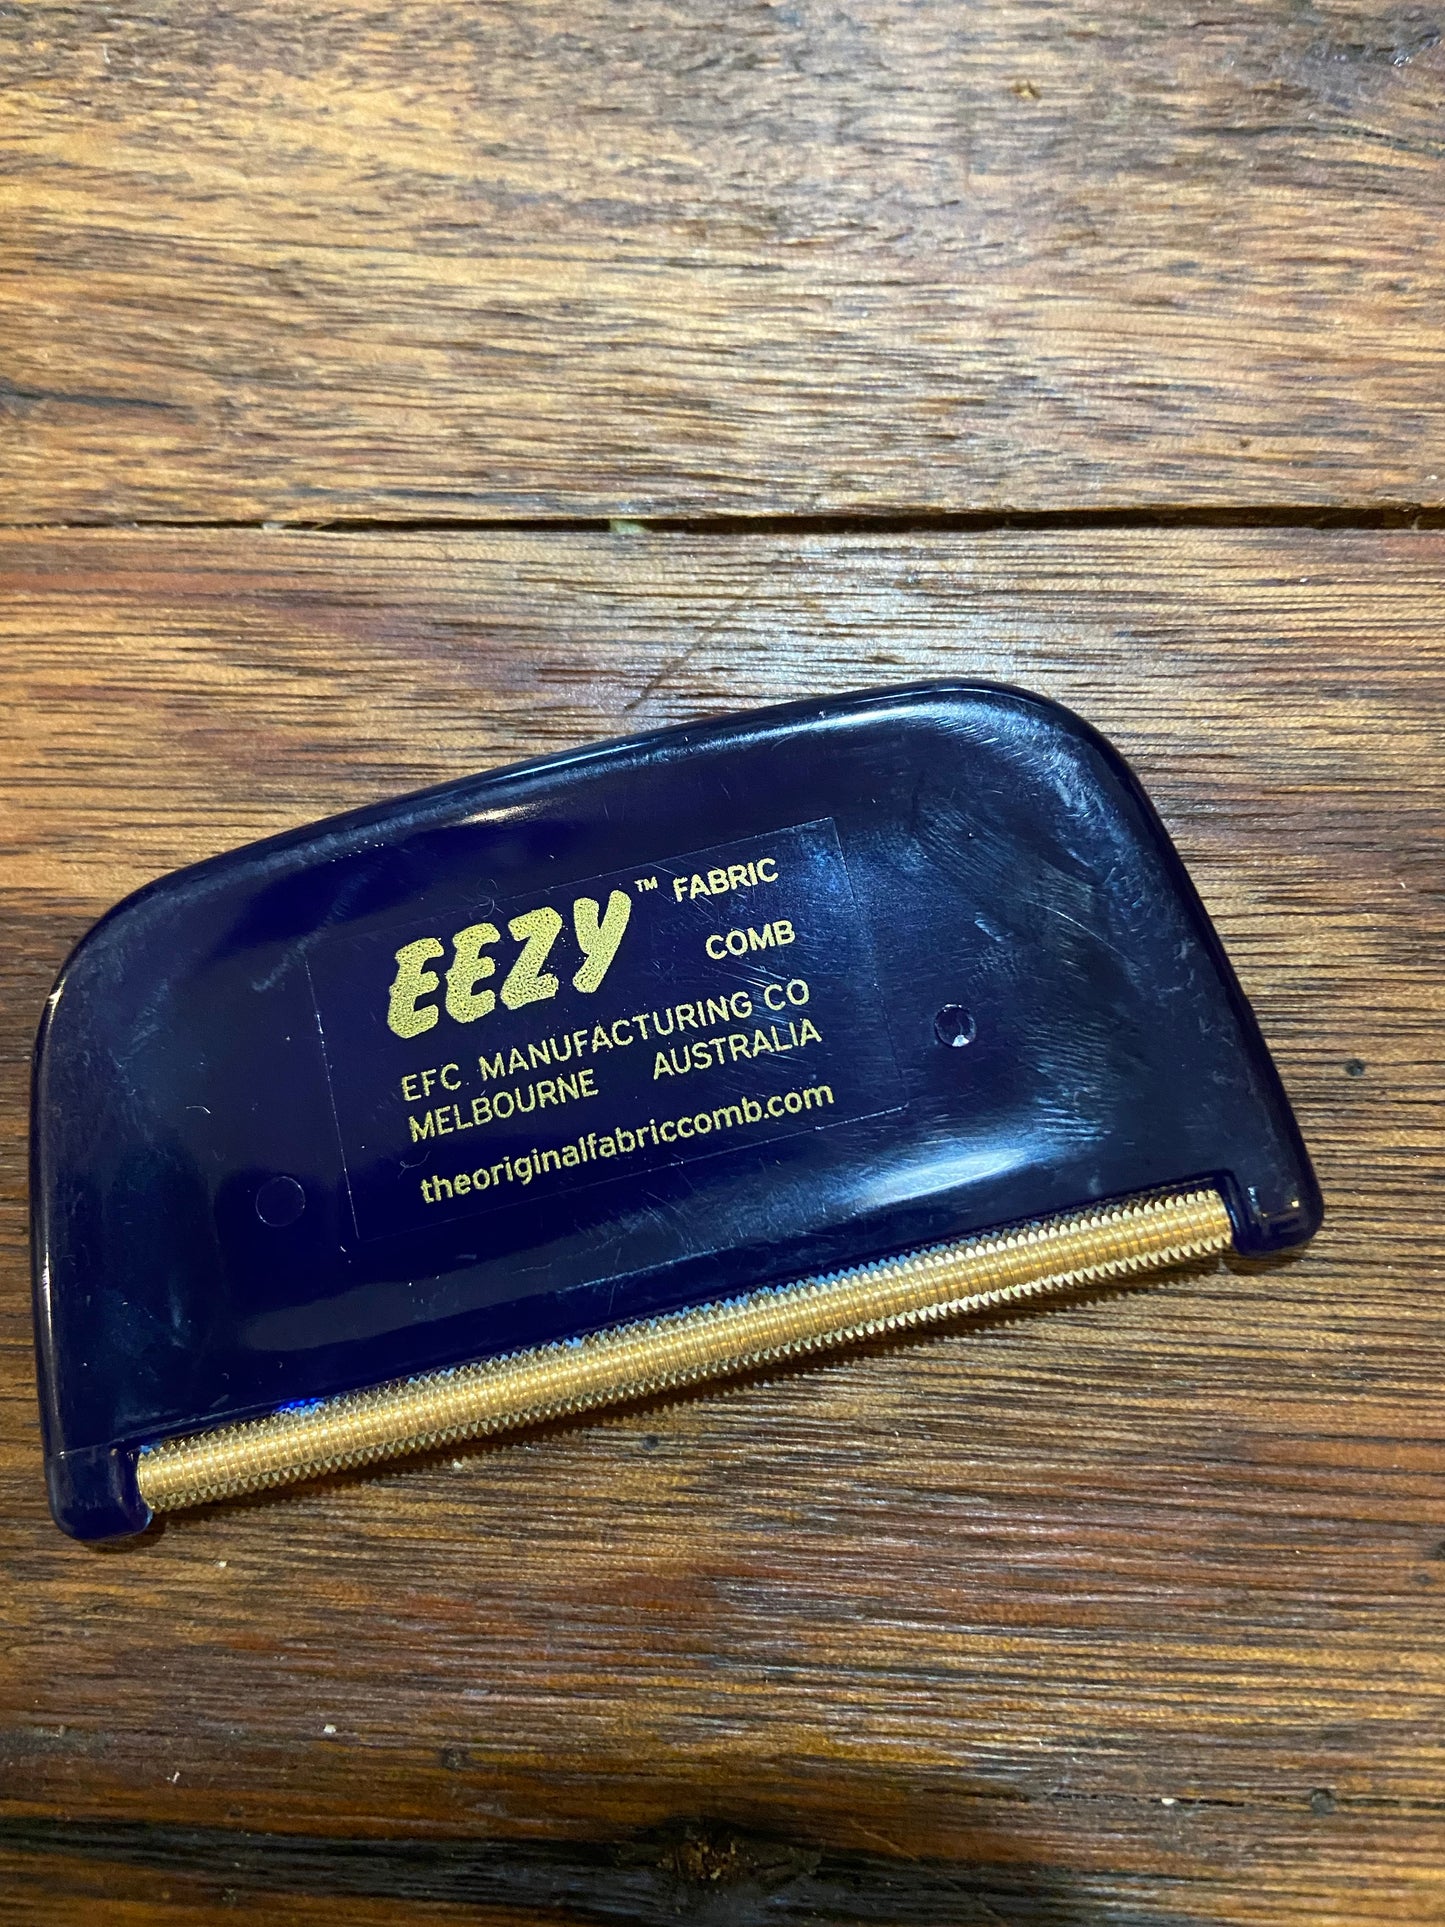 EEZY™ FABRIC
COMB
EFC MANUFACTURING CO
MELBOURNE AUSTRALIA
theoriginalfabriccomb.com